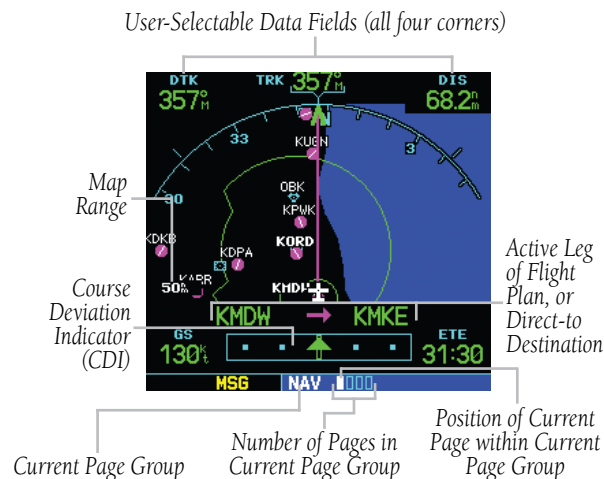 User-Selectable Data Fields (all four corners)
DTK TRK 357°M DIS
357°M 68.2nm
N
33 3
KUGN
Map
Range
30
OBK
KPWK
KDKB KDPA KORD
50nm KARR KMDW
Active Leg
of Flight
Plan, or
Direct-to
Destination
Course
Deviation
Indicator
(CDI)
KMDW → KMKE
GS ETE
130kt 31:30
MSG NAV
Current Page Group
Number of Pages in
Current Page Group
Position of Current
Page within Current
Page Group